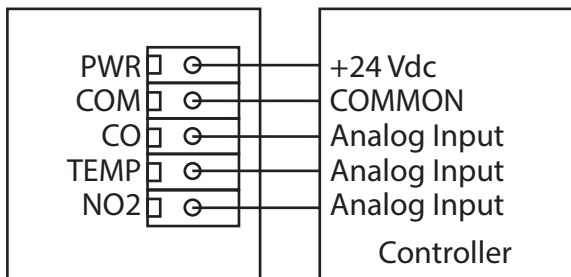 PWR +24 Vdc
COM COMMON
CO Analog Input
TEMP Analog Input
NO2 Analog Input
Controller